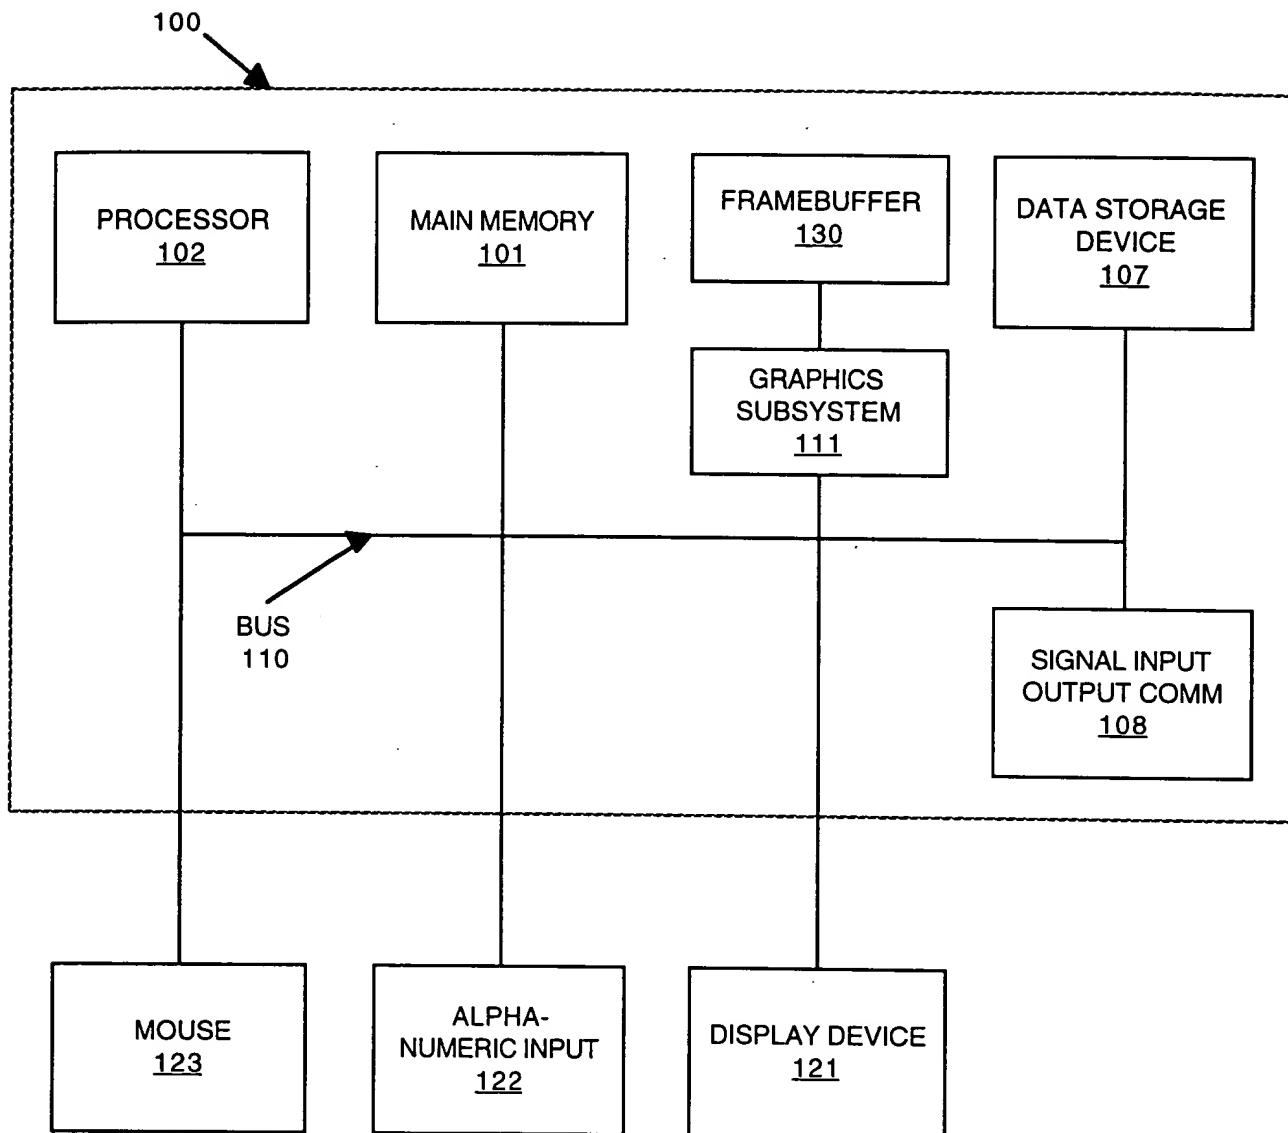 100
PROCESSOR
102
MAIN MEMORY
101
FRAMEBUFFER
130
DATA STORAGE
DEVICE
107
GRAPHICS
SUBSYSTEM
111
BUS
110
SIGNAL INPUT
OUTPUT COMM
108
MOUSE
123
ALPHA-
NUMERIC INPUT
122
DISPLAY DEVICE
121